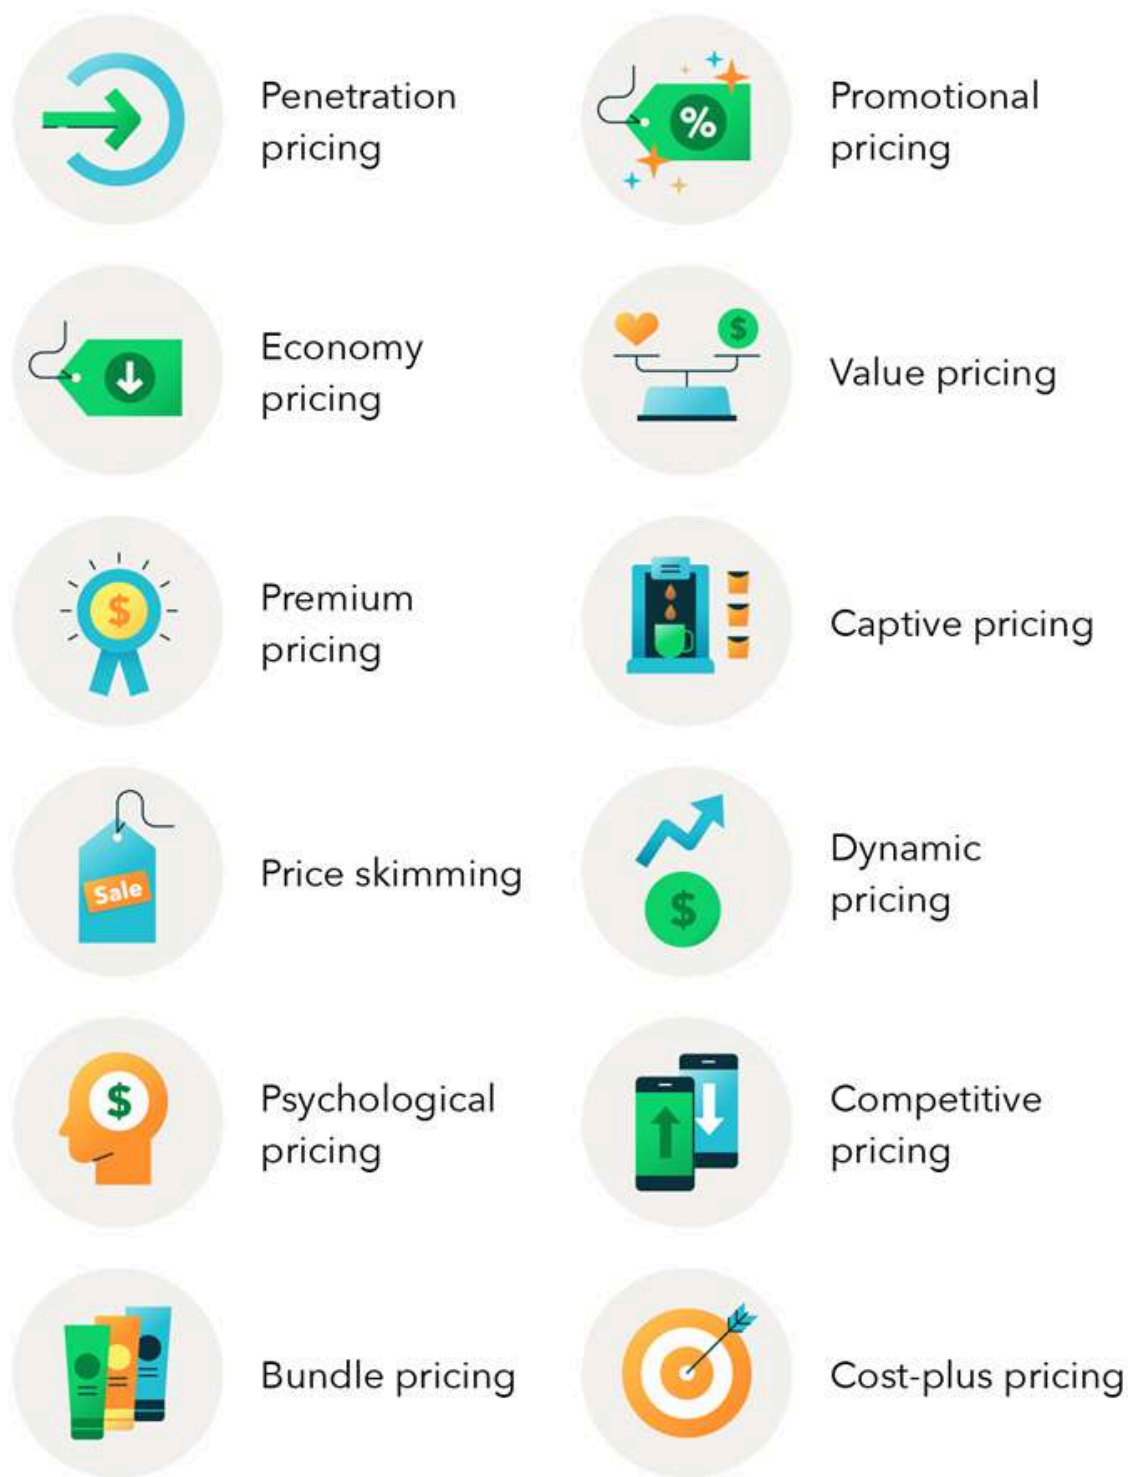 Penetration
pricing
Promotional
pricing
%
Economy
pricing
$
Value pricing
$
Premium
pricing
Captive pricing
Sale
Price skimming
$
Dynamic
pricing
$
Psychological
pricing
Competitive
pricing
Bundle pricing
Cost-plus pricing